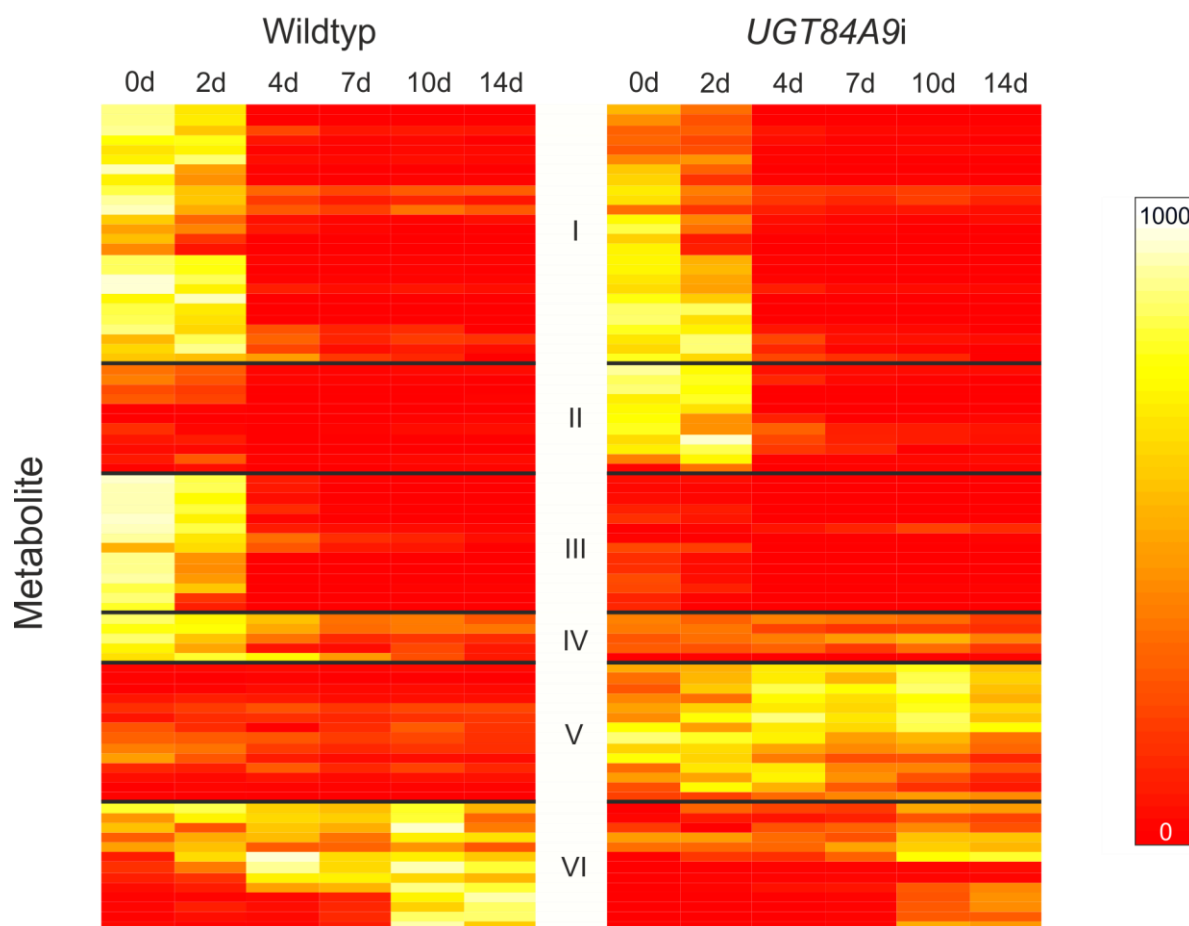 Wildtyp
UGT84A9i
0d 2d 4d 7d 10d 14d
0d 2d 4d 7d 10d 14d
Metabolite
I
II
III
IV
V
VI
1000
0